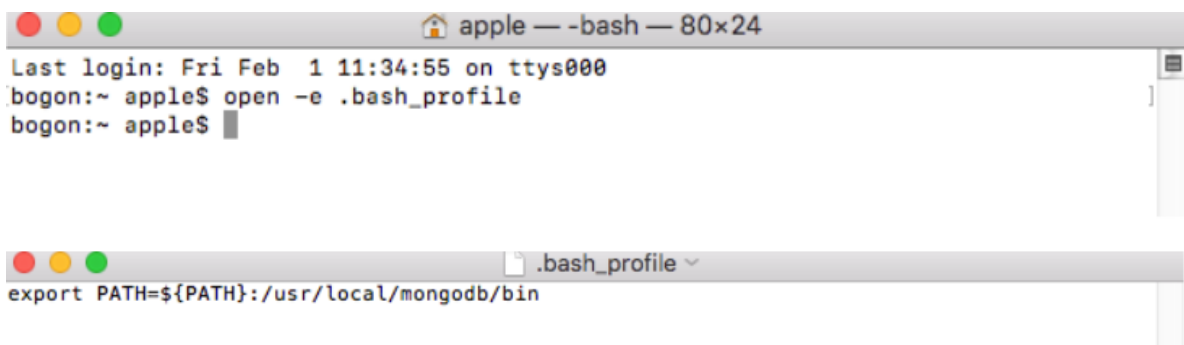 apple — -bash — 80×24
Last login: Fri Feb  1 11:34:55 on ttys000
[bogon:~ apple$ open -e .bash_profile ]
bogon:~ apple$
.bash_profile
export PATH=${PATH}:/usr/local/mongodb/bin